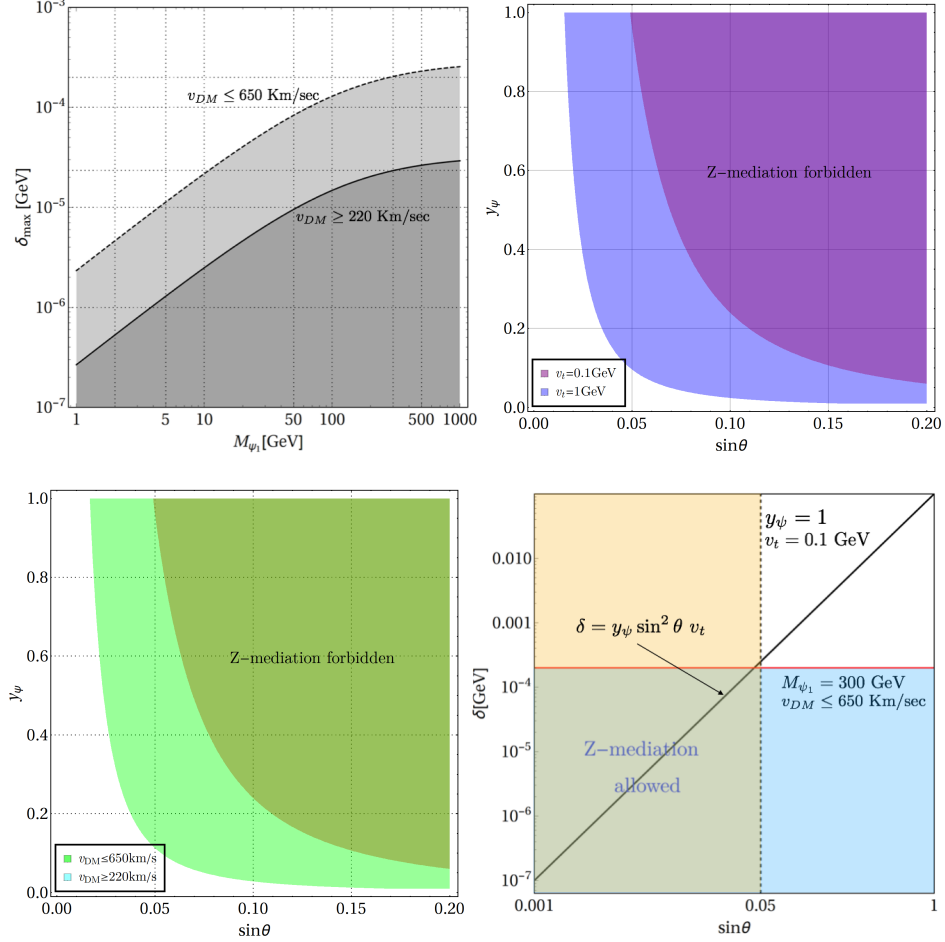 10⁻³
10⁻⁴
10⁻⁵
10⁻⁶
10⁻⁷
δmax [GeV]
v_DM ≤ 650 Km/sec
v_DM ≥ 220 Km/sec
1 5 10 50 100 500 1000
M_ψ₁[GeV]
1.0
0.8
0.6
0.4
0.2
0.0
y_ψ
Z−mediation forbidden
v_t=0.1GeV
v_t=1GeV
0.00 0.05 0.10 0.15 0.20
sinθ
1.0
0.8
0.6
0.4
0.2
0.0
y_ψ
Z−mediation forbidden
v_DM≤650km/s
v_DM≥220km/s
0.00 0.05 0.10 0.15 0.20
sinθ
0.010
0.001
10⁻⁴
10⁻⁵
10⁻⁶
10⁻⁷
δ[GeV]
y_ψ = 1
v_t = 0.1 GeV
δ = y_ψ sin² θ v_t
M_ψ₁ = 300 GeV
v_DM ≤ 650 Km/sec
Z−mediation
allowed
0.001 0.05 1
sinθ